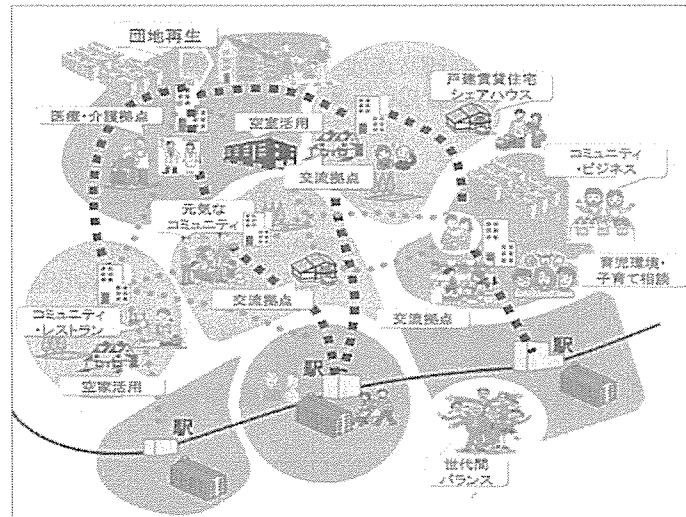 団地再生
戸建賃貸住宅
シェアハウス
医療・介護拠点
空室活用
コミュニティ
・ビジネス
交流拠点
元気な
コミュニティ
育児環境・
子育て相談
交流拠点
コミュニティ
・レストラン
交流拠点
駅
駅
空家活用
駅
世代間
バランス